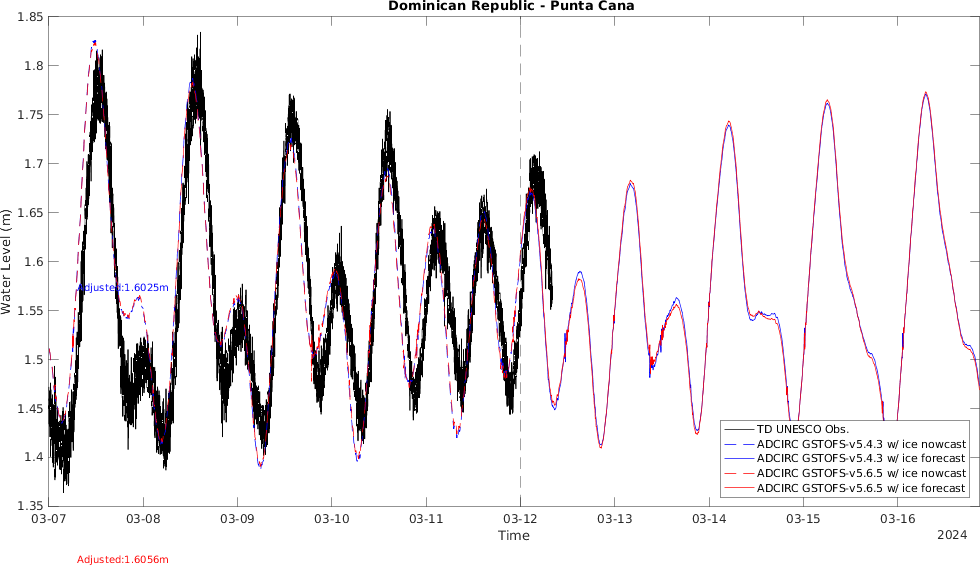 Dominican Republic - Punta Cana
Water Level (m)
1.85
1.8
1.75
1.7
1.65
1.6
1.55
1.5
1.45
1.4
1.35
Adjusted:1.6025m
TD UNESCO Obs.
ADCIRC GSTOFS-v5.4.3 w/ ice nowcast
ADCIRC GSTOFS-v5.4.3 w/ ice forecast
ADCIRC GSTOFS-v5.6.5 w/ ice nowcast
ADCIRC GSTOFS-v5.6.5 w/ ice forecast
03-07 03-08 03-09 03-10 03-11 03-12 03-13 03-14 03-15 03-16
Time
2024
Adjusted:1.6056m